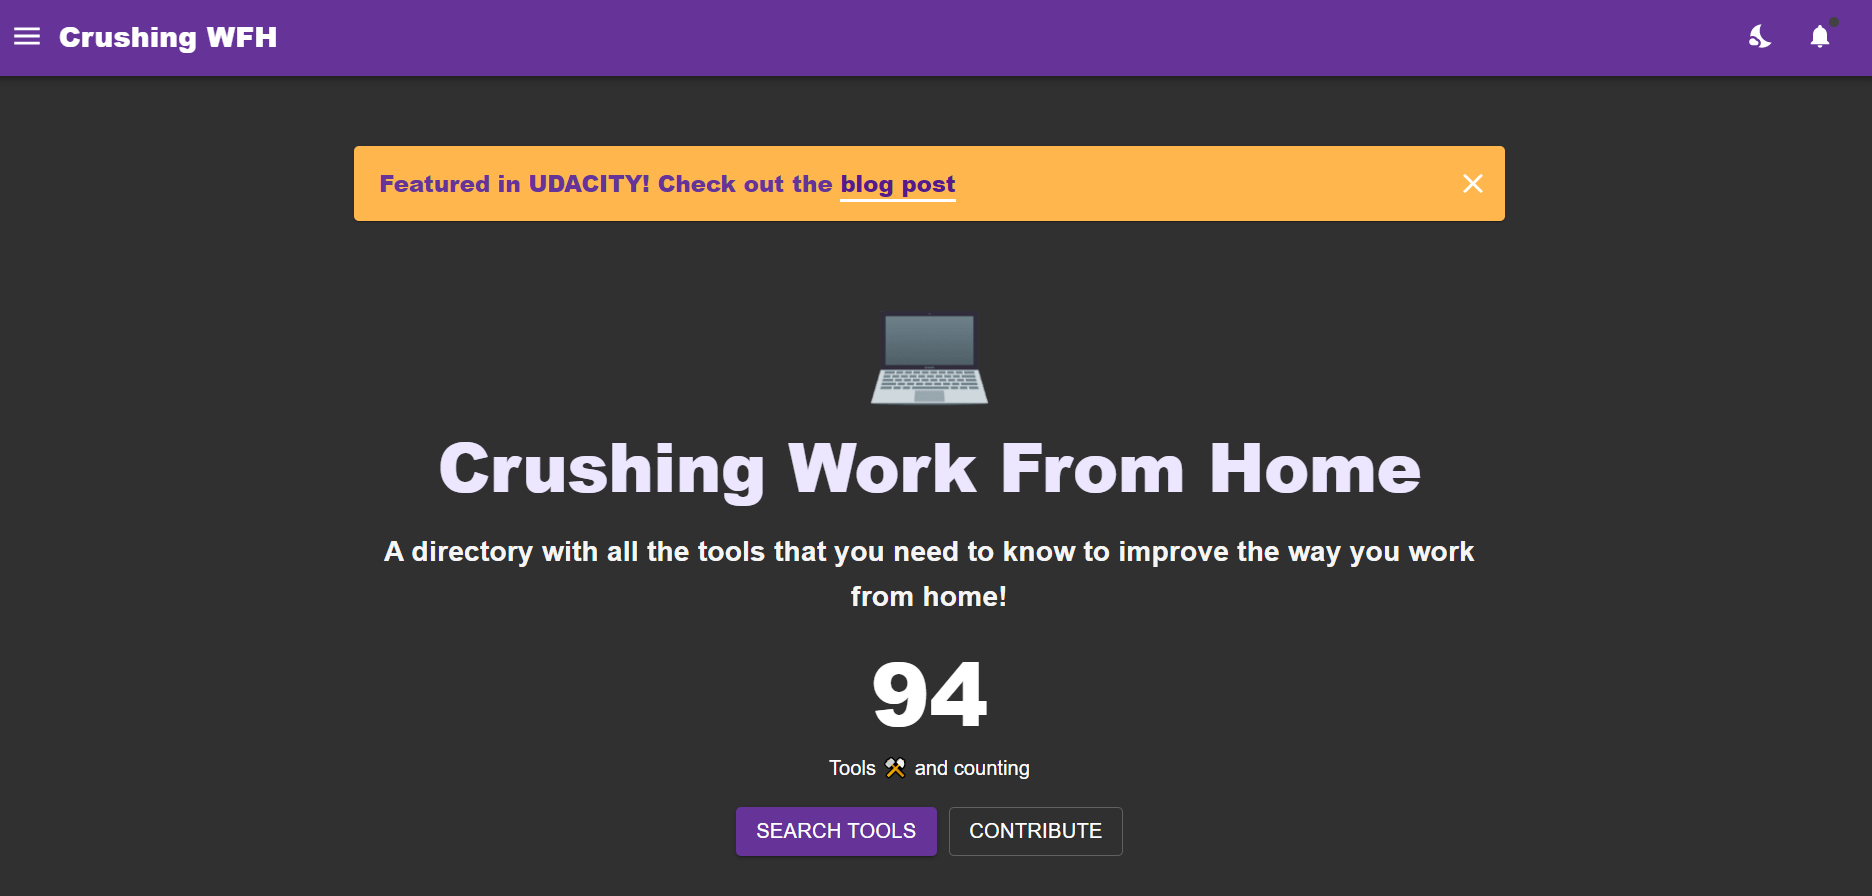 Crushing WFH
Featured in UDACITY! Check out the blog post
Crushing Work From Home
A directory with all the tools that you need to know to improve the way you work
from home!
94
Tools ⚒ and counting
SEARCH TOOLS
CONTRIBUTE